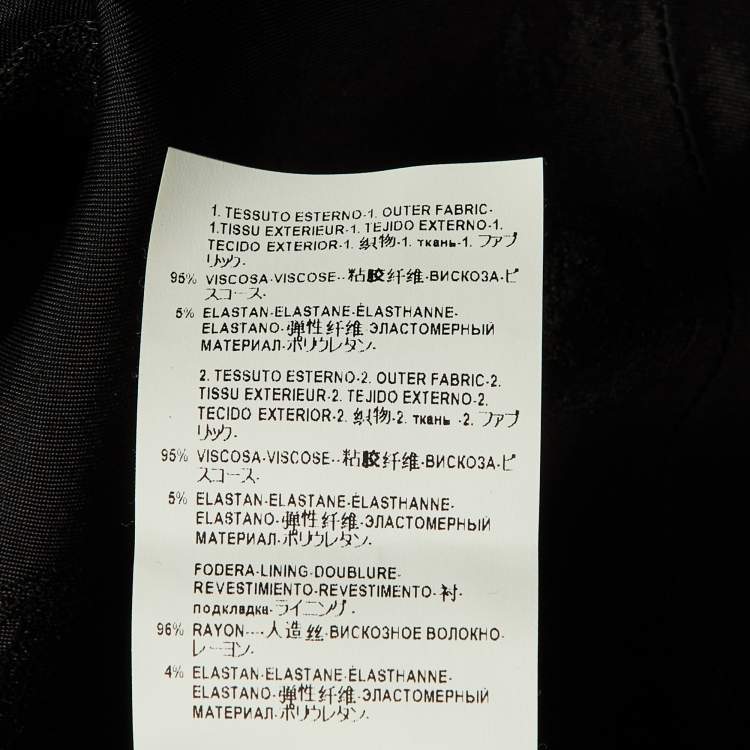 1. TESSUTO ESTERNO-1. OUTER FABRIC-
1.TISSU EXTERIEUR-1. TEJIDO EXTERNO-1.
TECIDO EXTERIOR-1. 织物-1. ткань-1. ファブ
リック.
95% VISCOSA-VISCOSE--粘胶纤维-ВИСКОЗА-ビ
スコース-
5% ELASTAN-ELASTANE-ÉLASTHANNE-
ELASTANO-弹性纤维-ЭЛАСТОМЕРНЫЙ
МАТЕРИАЛ-ポリウレタン-
2. TESSUTO ESTERNO-2. OUTER FABRIC-2.
TISSU EXTERIEUR-2. TEJIDO EXTERNO-2.
TECIDO EXTERIOR-2. 织物-2. ткань -2. ファブ
リック-
95% VISCOSA-VISCOSE--粘胶纤维-ВИСКОЗА-ビ
スコース-
5% ELASTAN-ELASTANE-ÉLASTHANNE-
ELASTANO-弹性纤维-ЭЛАСТОМЕРНЫЙ
МАТЕРИАЛ-ポリウレタン-
FODERA-LINING-DOUBLURE-
REVESTIMIENTO-REVESTIMENTO-衬-
подкладка-ライニング-
96% RAYON----人造丝-ВИСКОЗНОЕ ВОЛОКНО-
レーヨン-
4% ELASTAN-ELASTANE-ÉLASTHANNE-
ELASTANO-弹性纤维-ЭЛАСТОМЕРНЫЙ
МАТЕРИАЛ-ポリウレタン-